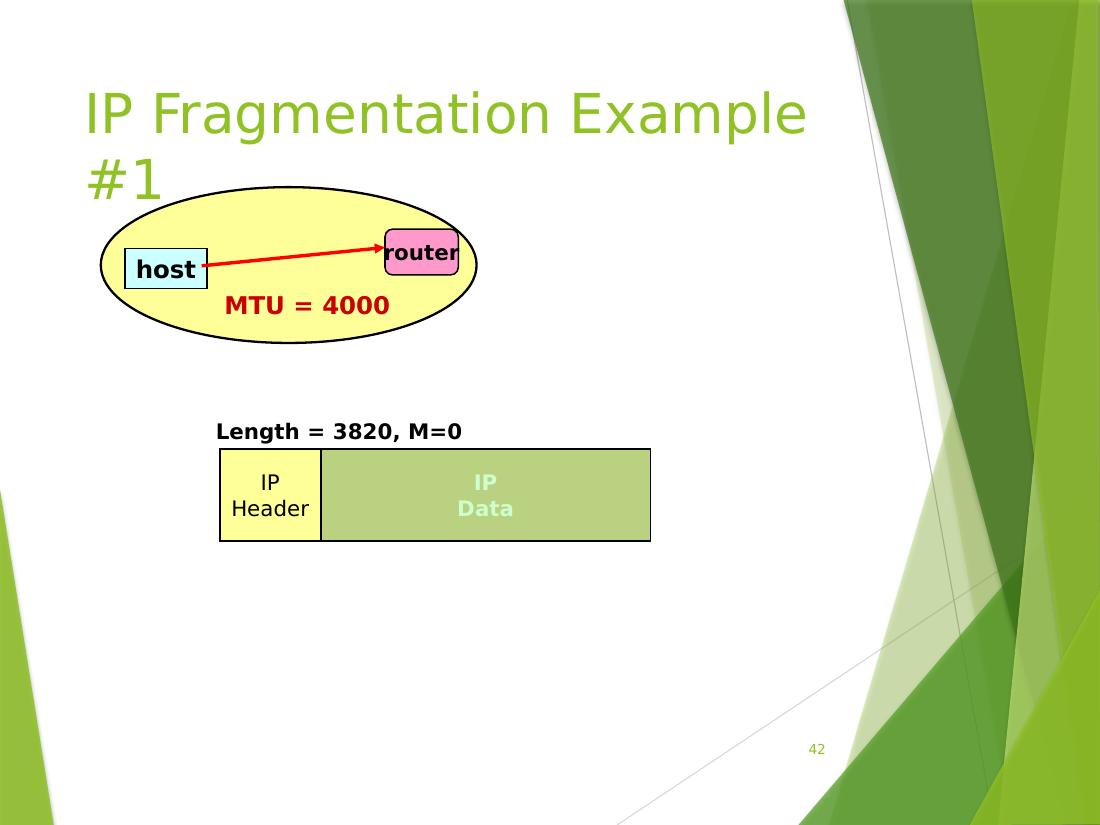 IP Fragmentation Example
#1
host
router
MTU = 4000
Length = 3820, M=0
IP
Header
IP
Data
42